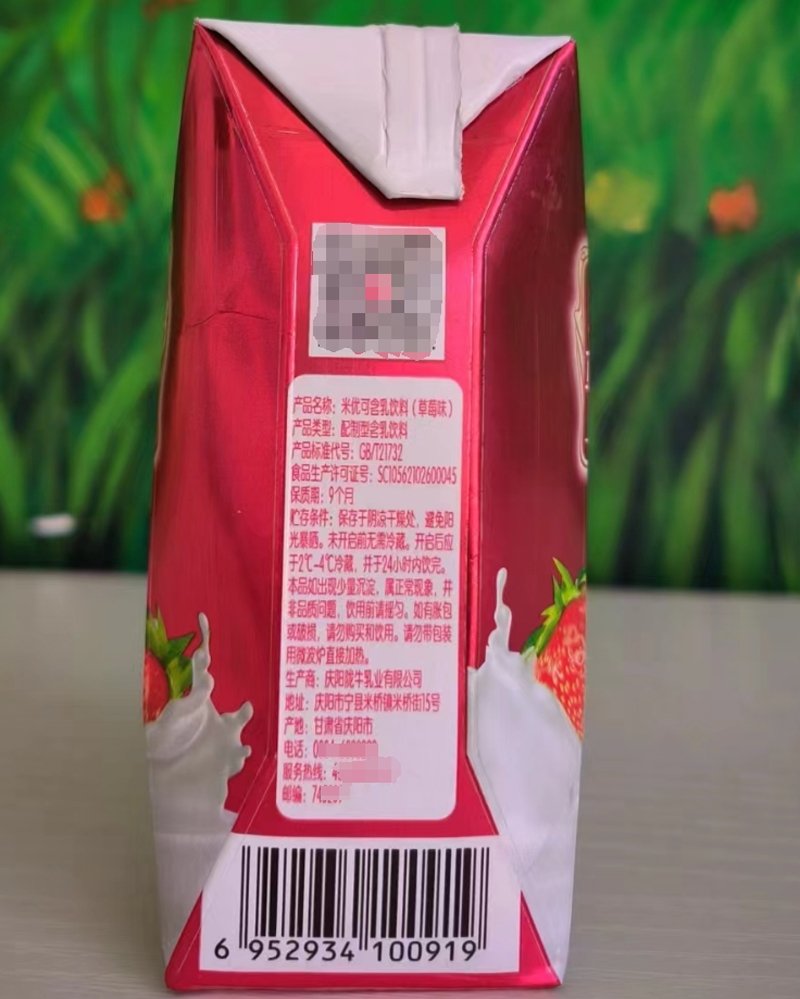 产品名称：米优可含乳饮料（草莓味）
产品类型：配制型含乳饮料
产品标准代号：GB/T21732
食品生产许可证号：SC10562102600045
保质期：9个月
贮存条件：保存于阴凉干燥处，避免阳
光暴晒。未开启前无需冷藏。开启后应
于2℃-4℃冷藏，并于24小时内饮完。
本品如出现少量沉淀，属正常现象，并
非品质问题，饮用前请摇匀。如有胀包
或破损，请勿购买和饮用。请勿带包装
用微波炉直接加热。
生产商：庆阳陇牛乳业有限公司
地址：庆阳市宁县米桥镇米桥街15号
产地：甘肃省庆阳市
电话：
服务热线：
邮编：74
6 952934 100919